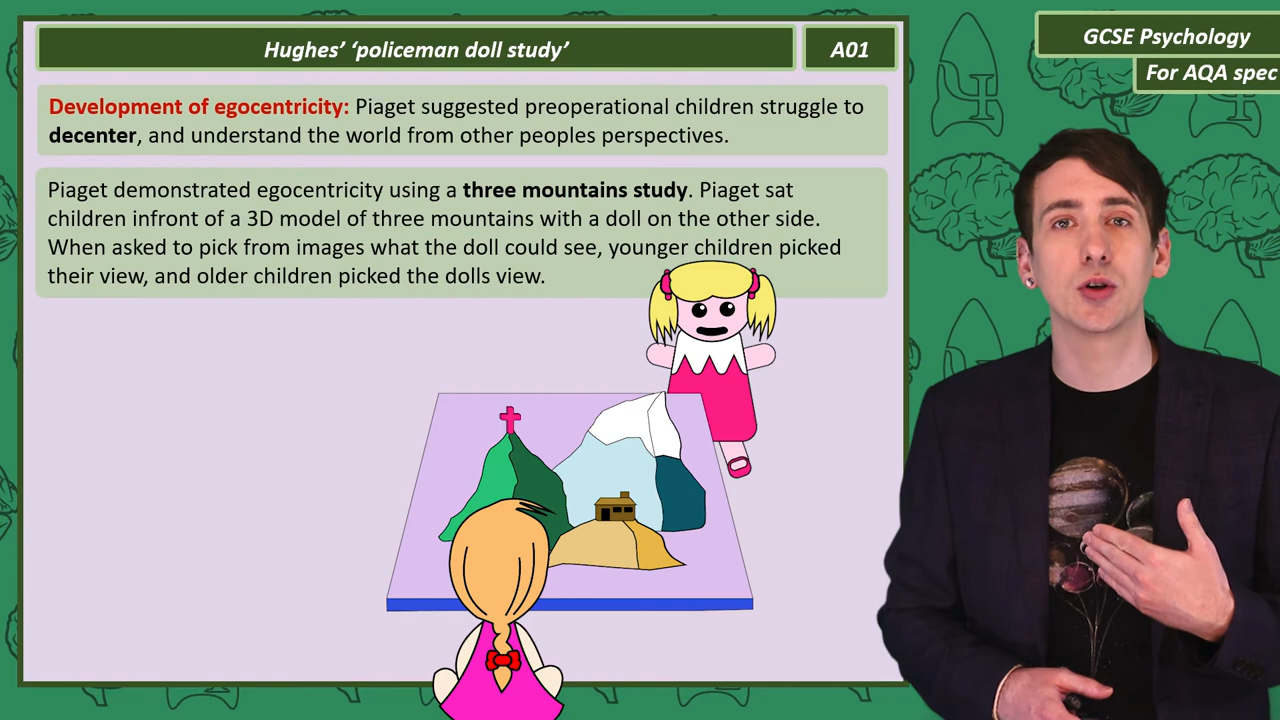 Hughes’ ‘policeman doll study’
A01
GCSE Psychology
For AQA spec
Development of egocentricity: Piaget suggested preoperational children struggle to
decenter, and understand the world from other peoples perspectives.
Piaget demonstrated egocentricity using a three mountains study. Piaget sat
children infront of a 3D model of three mountains with a doll on the other side.
When asked to pick from images what the doll could see, younger children picked
their view, and older children picked the dolls view.